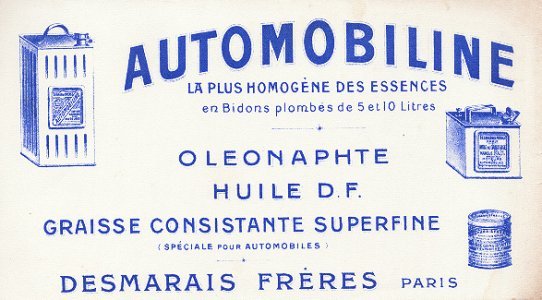 AUTOMOBILINE
LA PLUS HOMOGÈNE DES ESSENCES
en Bidons plombés de 5 et 10 Litres
OLEONAPHTE
HUILE D.F.
GRAISSE CONSISTANTE SUPERFINE
(SPÉCIALE POUR AUTOMOBILES)
DESMARAIS FRÈRES PARIS